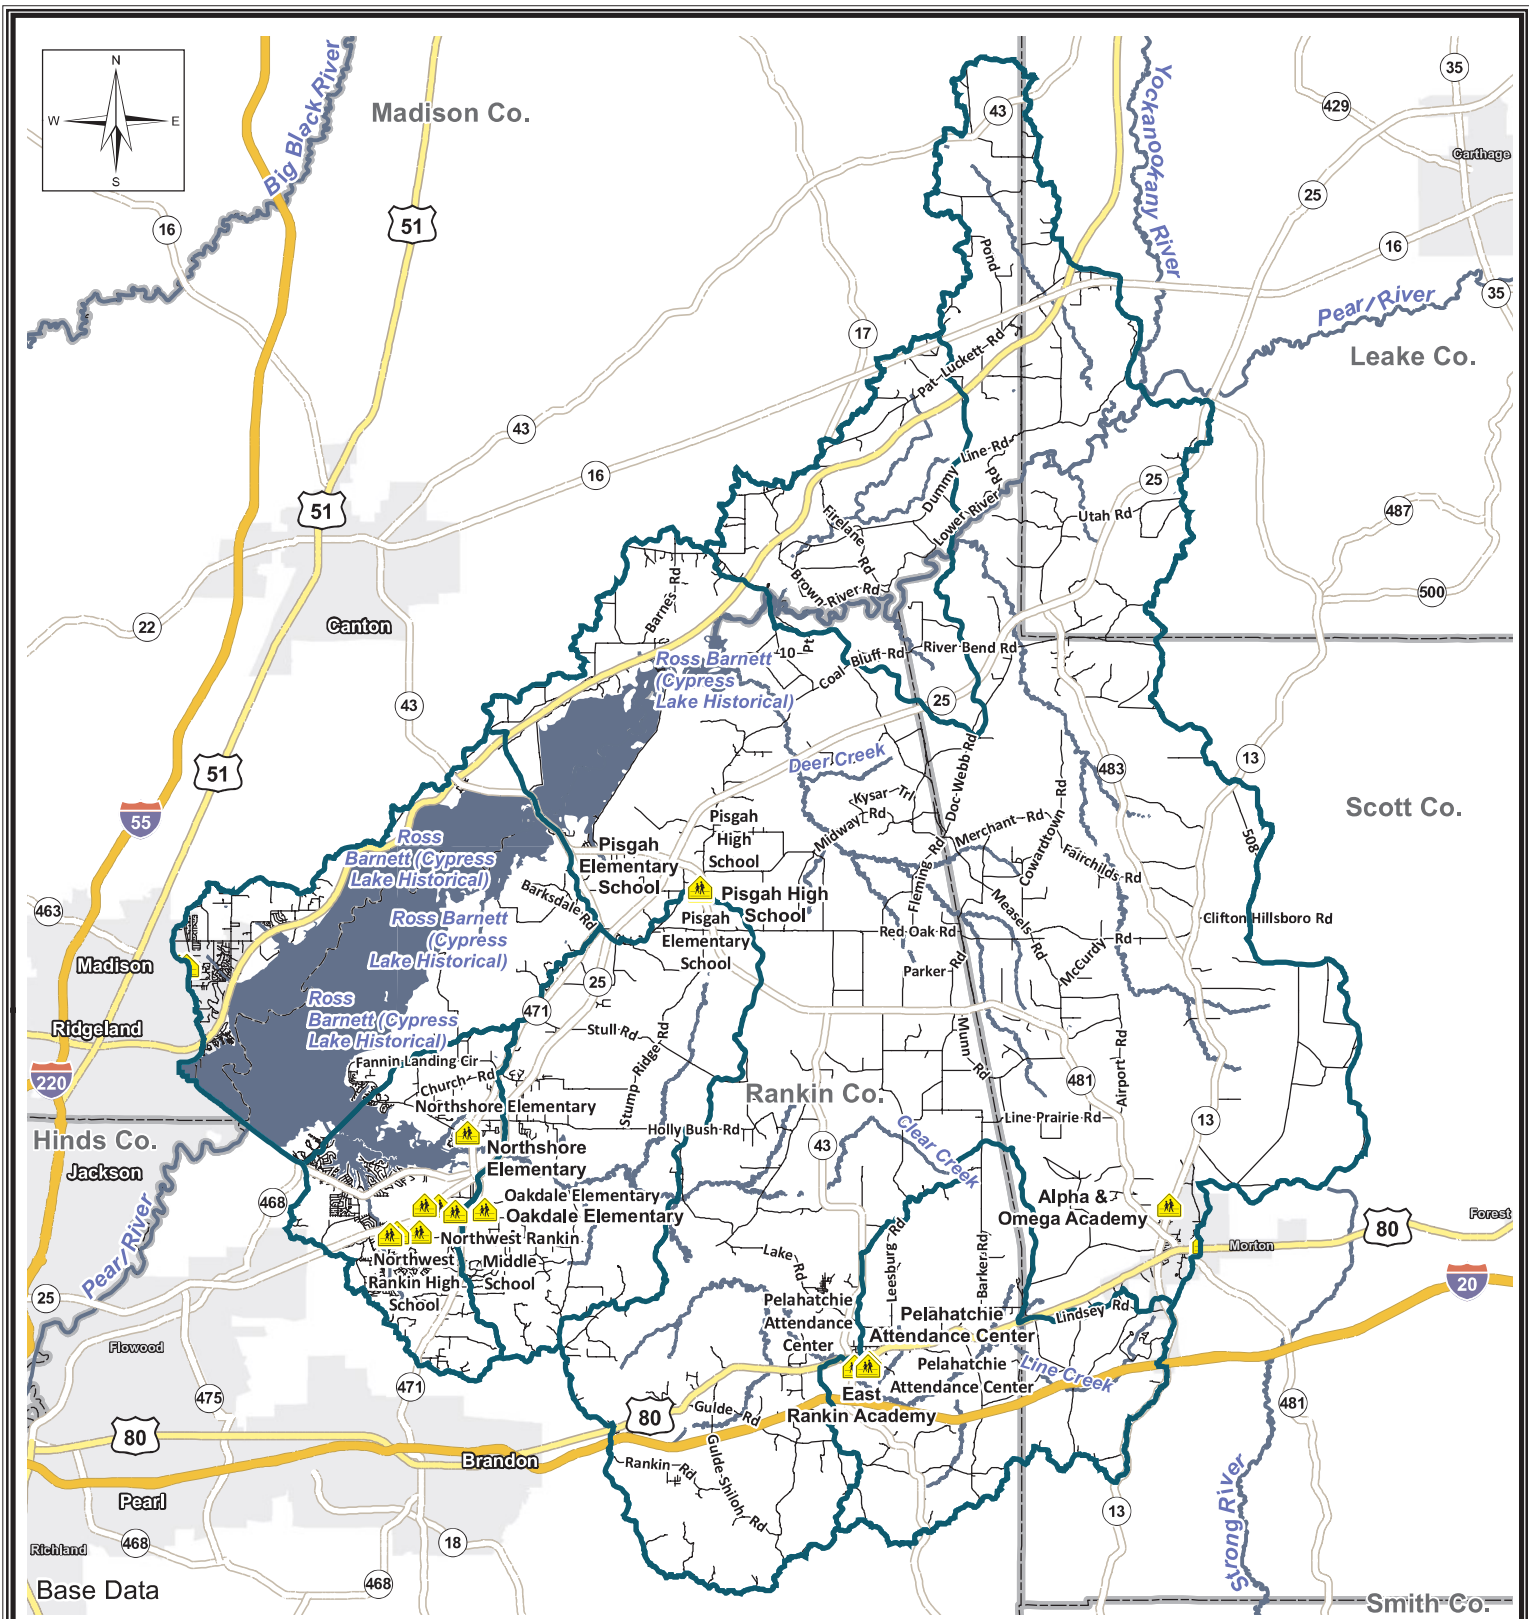 N
W
E
S
Big Black River
Madison Co.
Yockanookany River
35
429
Carthage
43
25
16
51
16
Pearl River
35
Pond
17
Leake Co.
Pat Luckett Rd
43
16
Dummy Line Rd
Rd
Lower River
25
Utah Rd
487
51
Firelane Rd
Brown River Rd
500
22
Canton
Barnes Rd
10 Pt
Coal Bluff Rd
River Bend Rd
Ross Barnett
(Cypress
Lake Historical)
43
25
Deer Creek
51
13
483
Doc Webb Rd
Kysar Trl
Midway Rd
Merchant Rd
Cowardtown Rd
Fairchilds Rd
508
Scott Co.
55
Ross
Barnett (Cypress
Lake Historical)
Pisgah
High
School
Pisgah
Elementary
School
Fleming Rd
Pisgah High
School
Barksdale Rd
Measels Rd
463
Ross Barnett
(Cypress
Lake Historical)
Pisgah
Elementary
School
Red Oak Rd
Clifton Hillsboro Rd
McCurdy Rd
Madison
Parker Rd
25
471
Ross
Barnett (Cypress
Lake Historical)
Ridgeland
Stull Rd
Stump Ridge Rd
Munn Rd
Airport Rd
Fannin Landing Cir
Church Rd
220
481
Rankin Co.
Northshore Elementary
Line Prairie Rd
13
Holly Bush Rd
Clear Creek
Hinds Co.
43
Northshore
Elementary
Jackson
Alpha &
Omega Academy
Oakdale Elementary
Oakdale Elementary
468
Northwest Rankin
Pearl River
Leesburg Rd
Barker Rd
80
Forest
Morton
Northwest
Rankin High
School
Middle
School
Lake Rd
20
25
Pelahatchie
Attendance
Center
Pelahatchie
Attendance Center
Lindsey Rd
Flowood
Pelahatchie
Attendance Center
Line Creek
471
475
East
Rankin Academy
481
Gulde Rd
80
80
Brandon
Gulde Shiloh Rd
Rankin Rd
Pearl
13
Strong River
468
18
Richland
468
Base Data
Smith Co.